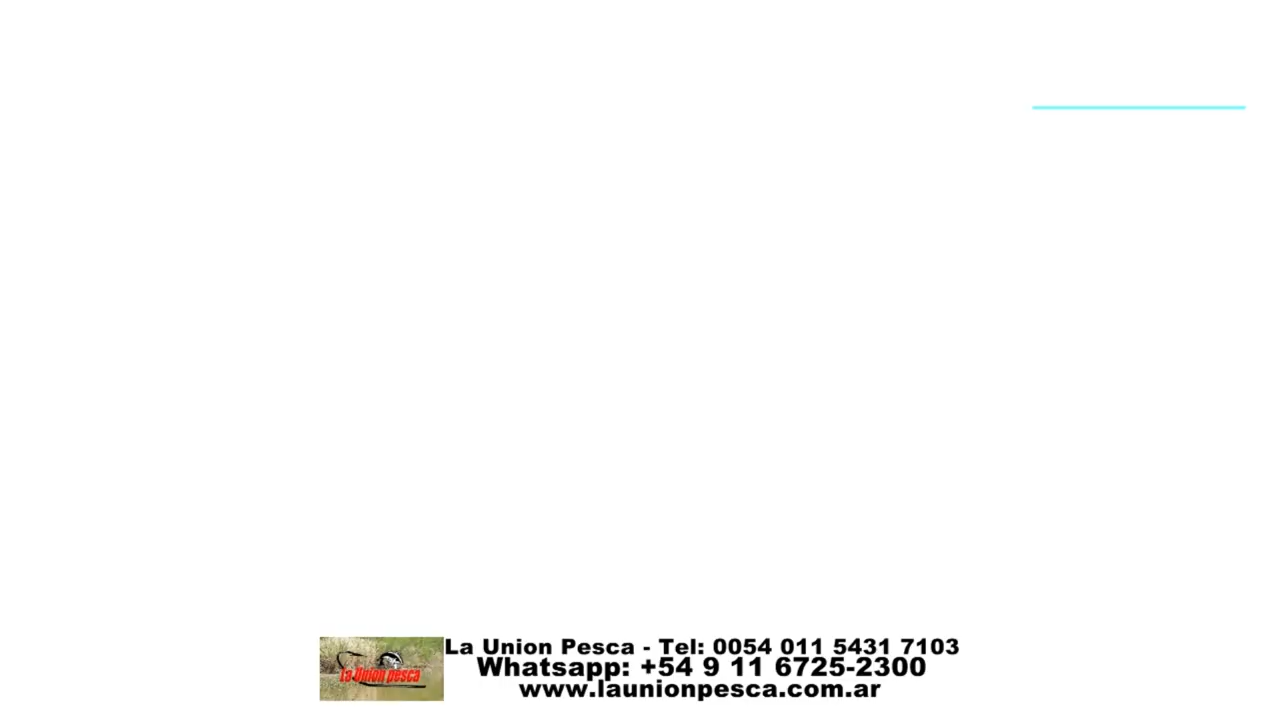 La Union Pesca - Tel: 0054 011 5431 7103
Whatsapp: +54 9 11 6725-2300
www.launionpesca.com.ar
La Union pesca